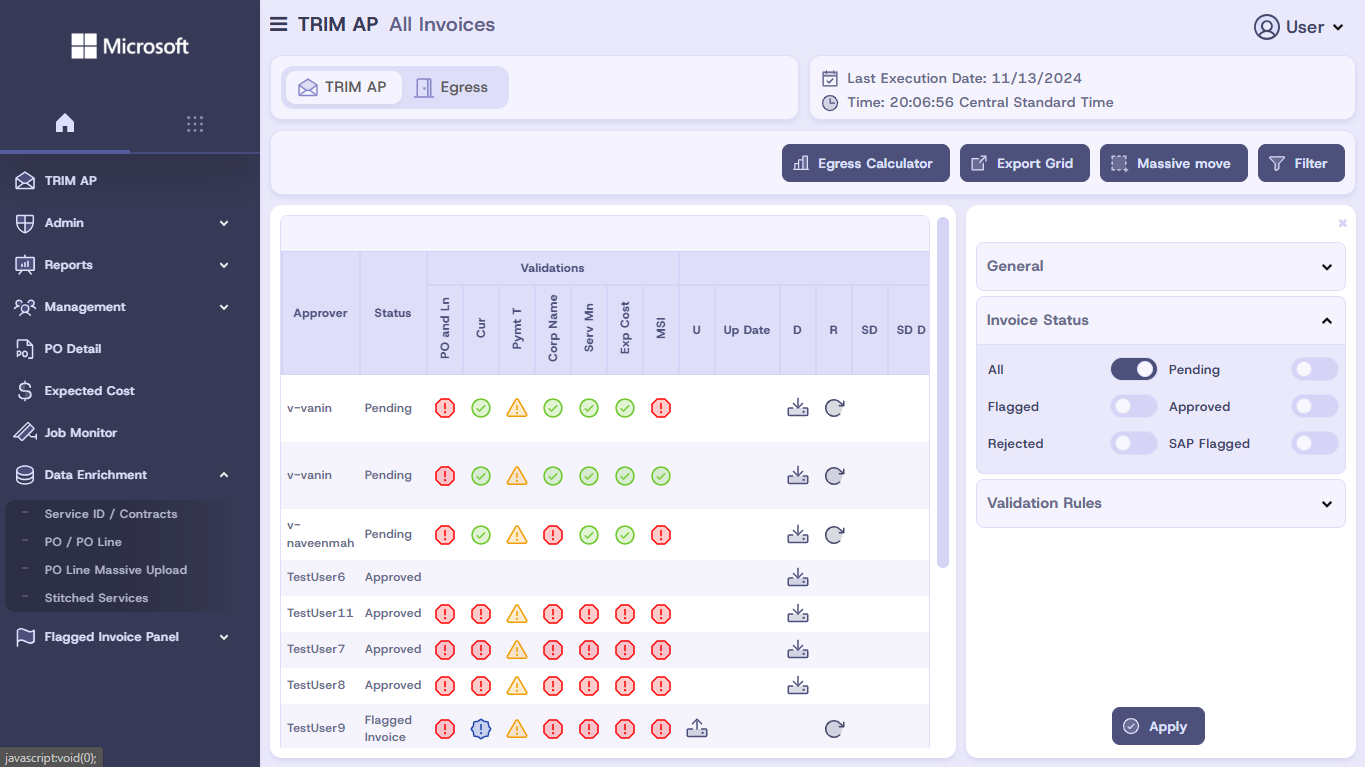 Microsoft
TRIM AP All Invoices
User
TRIM AP
Egress
Last Execution Date: 11/13/2024
Time: 20:06:56 Central Standard Time
TRIM AP
Admin
Reports
Management
PO Detail
Expected Cost
Job Monitor
Data Enrichment
Service ID / Contracts
PO / PO Line
PO Line Massive Upload
Stitched Services
Flagged Invoice Panel
javascript:void(0);
Egress Calculator
Export Grid
Massive move
Filter
Validations
Approver
Status
PO and Ln
Cur
Pymt T
Corp Name
Serv Mn
Exp Cost
MSI
U
Up Date
D
R
SD
SD D
v-vanin Pending
v-vanin Pending
v-
naveenmah Pending
TestUser6 Approved
TestUser11 Approved
TestUser7 Approved
TestUser8 Approved
TestUser9 Flagged
Invoice
General
Invoice Status
All Pending
Flagged Approved
Rejected SAP Flagged
Validation Rules
Apply